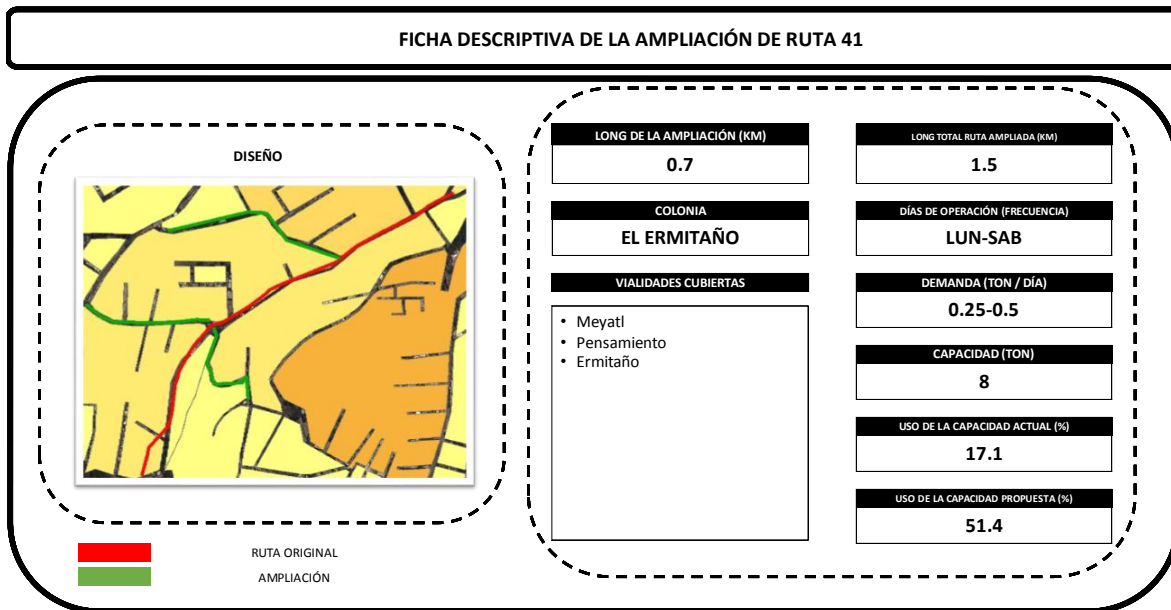 FICHA DESCRIPTIVA DE LA AMPLIACIÓN DE RUTA 41
DISEÑO
RUTA ORIGINAL
AMPLIACIÓN
LONG DE LA AMPLIACIÓN (KM)
0.7
COLONIA
EL ERMITAÑO
VIALIDADES CUBIERTAS
• Meyatl
• Pensamiento
• Ermitaño
LONG TOTAL RUTA AMPLIADA (KM)
1.5
DÍAS DE OPERACIÓN (FRECUENCIA)
LUN-SAB
DEMANDA (TON / DÍA)
0.25-0.5
CAPACIDAD (TON)
8
USO DE LA CAPACIDAD ACTUAL (%)
17.1
USO DE LA CAPACIDAD PROPUESTA (%)
51.4